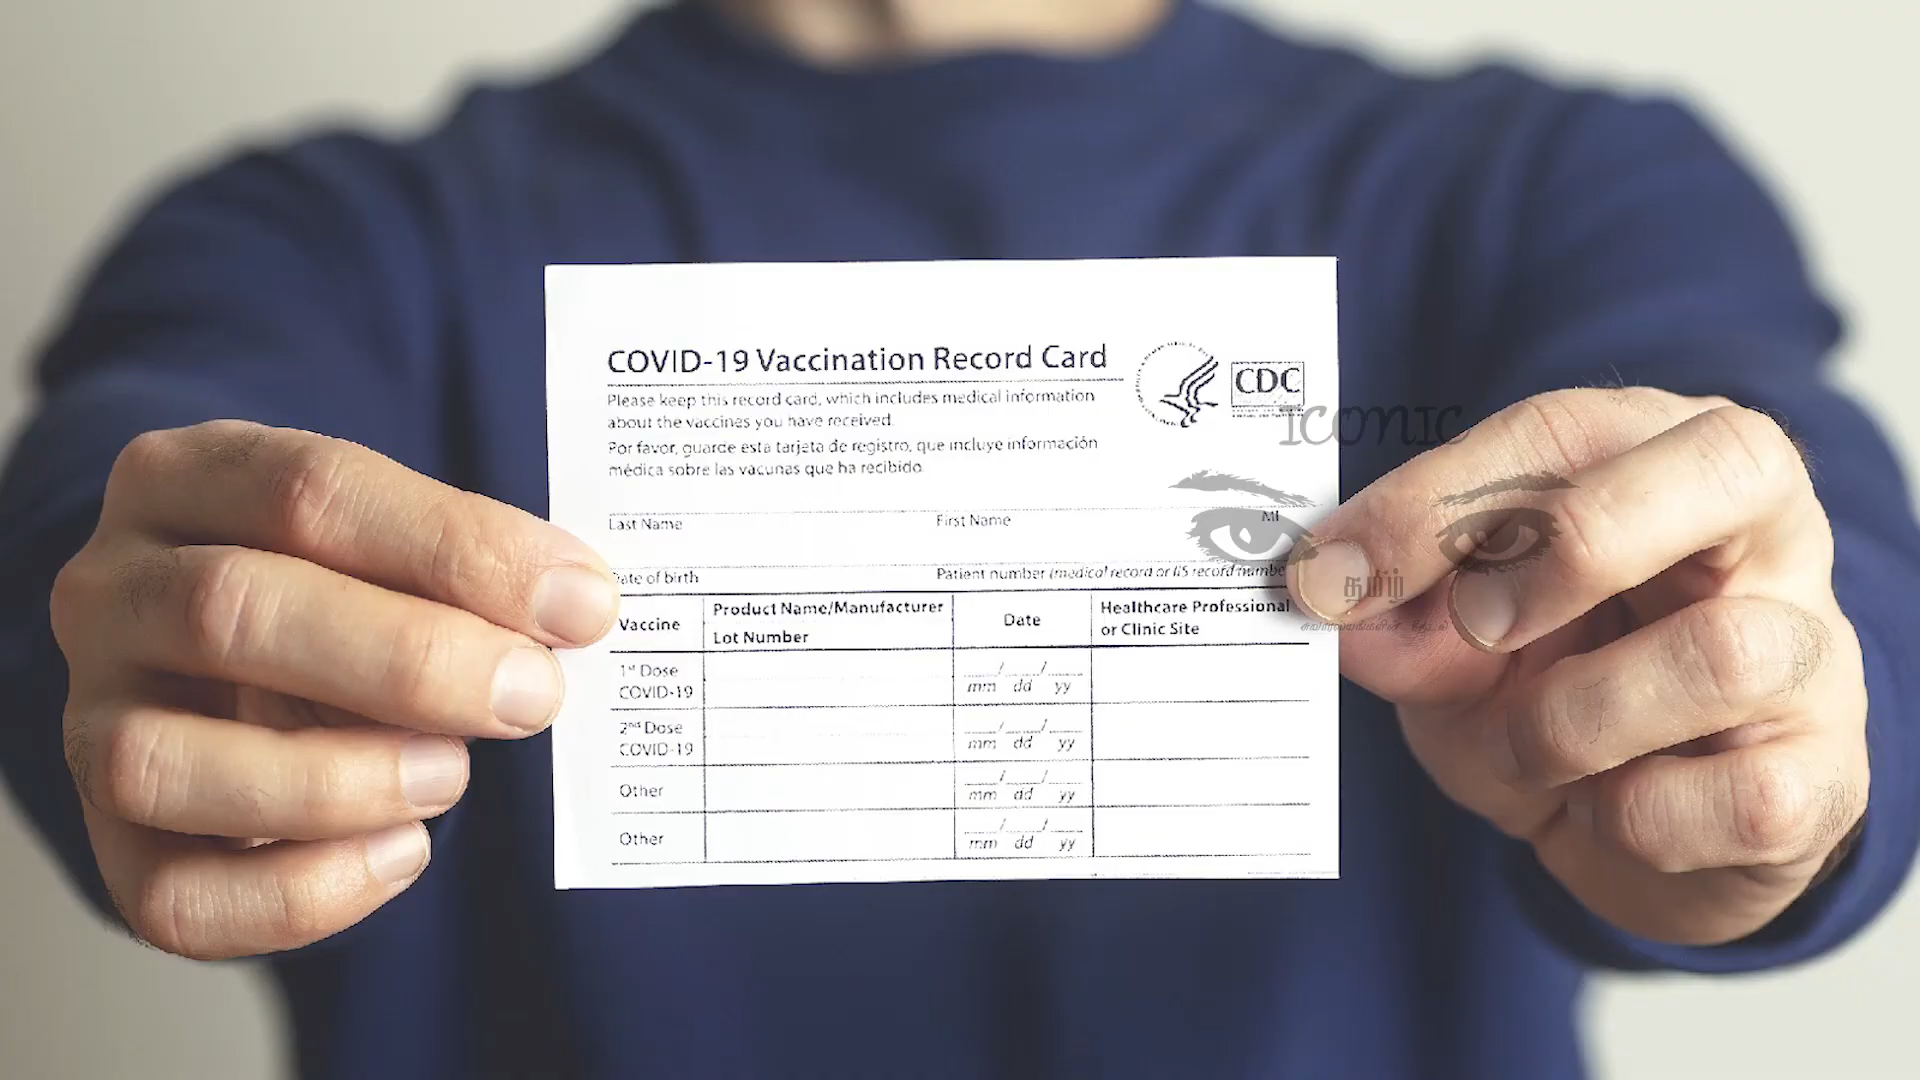 COVID-19 Vaccination Record Card
CDC
Please keep this record card, which includes medical information
about the vaccines you have received.
Por favor, guarde esta tarjeta de registro, que incluye información
médica sobre las vacunas que ha recibido.
ICONIC
Last Name First Name MI
Date of birth Patient number (medical record or IIS record numbe
தமிழ்
Vaccine
Product Name/Manufacturer
Lot Number
Date
Healthcare Professional
or Clinic Site
1st Dose
COVID-19
mm dd yy
2nd Dose
COVID-19
mm dd yy
Other
mm dd yy
Other
mm dd yy